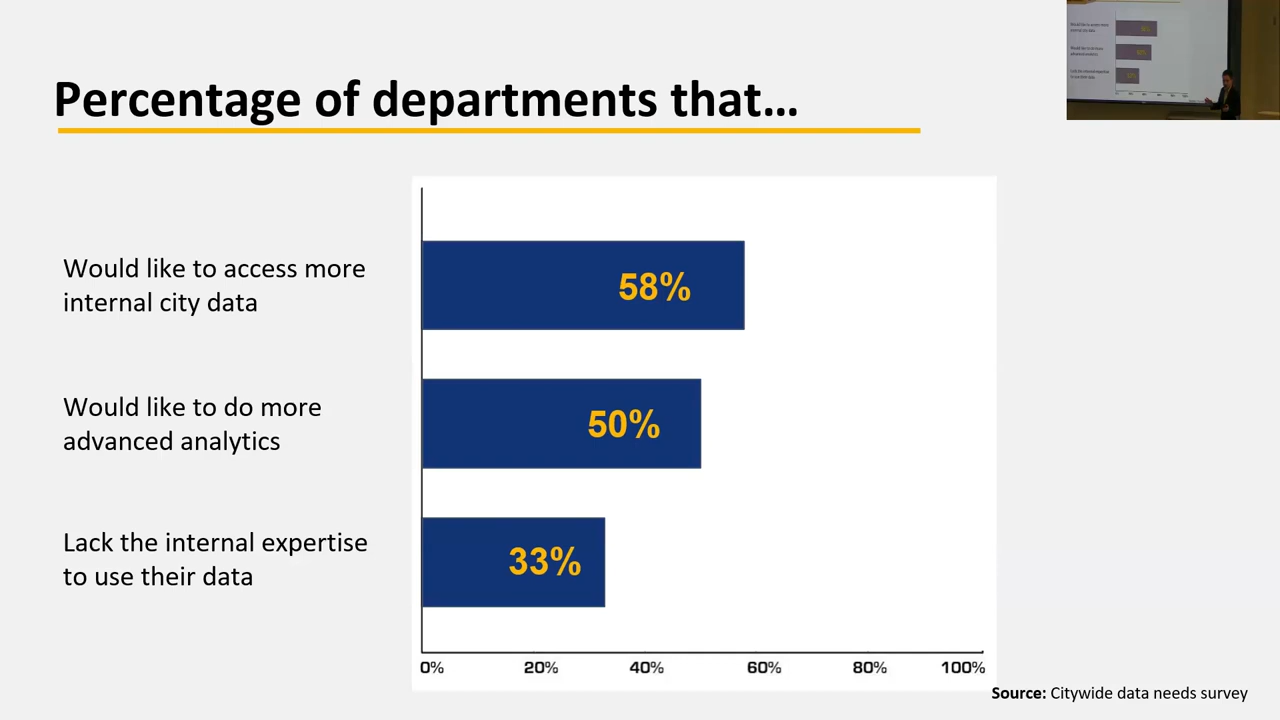 Percentage of departments that…
Would like to access more
internal city data
58%
Would like to do more
advanced analytics
50%
Lack the internal expertise
to use their data
33%
0% 20% 40% 60% 80% 100%
Source: Citywide data needs survey